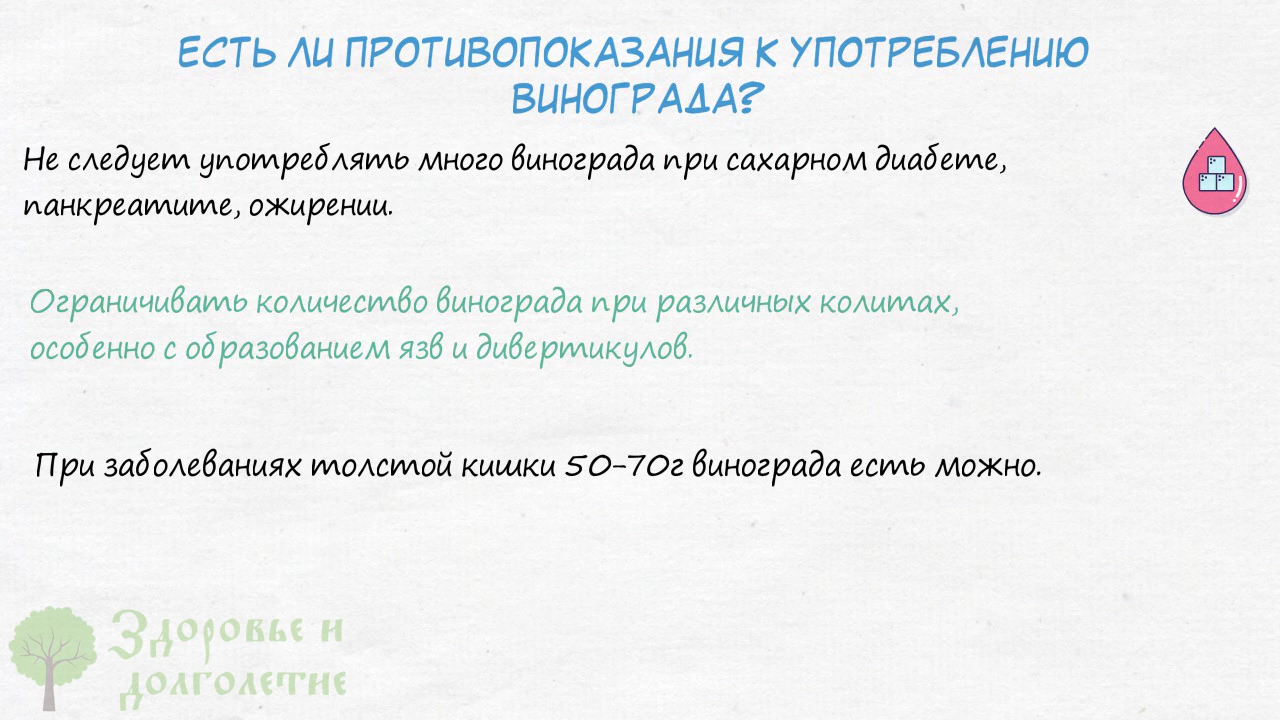 ЕСТЬ ЛИ ПРОТИВОПОКАЗАНИЯ К УПОТРЕБЛЕНИЮ
ВИНОГРАДА?
Не следует употреблять много винограда при сахарном диабете,
панкреатите, ожирении.
Ограничивать количество винограда при различных колитах,
особенно с образованием язв и дивертикулов.
При заболеваниях толстой кишки 50-70г винограда есть можно.
Здоровье и
долголетие